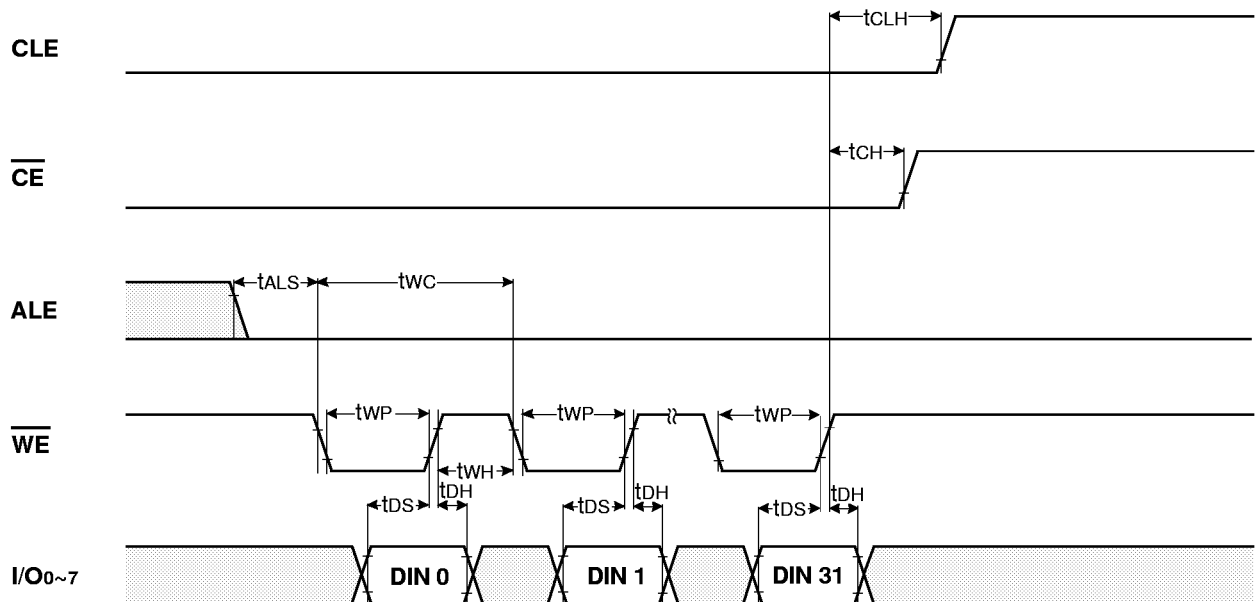 CLE
tCLH
CE
tCH
ALE
tALS
tWC
WE
tWP
tWP
tWP
tWH
tDS
tDH
tDS
tDH
tDS
tDH
I/O0~7
DIN 0
DIN 1
DIN 31